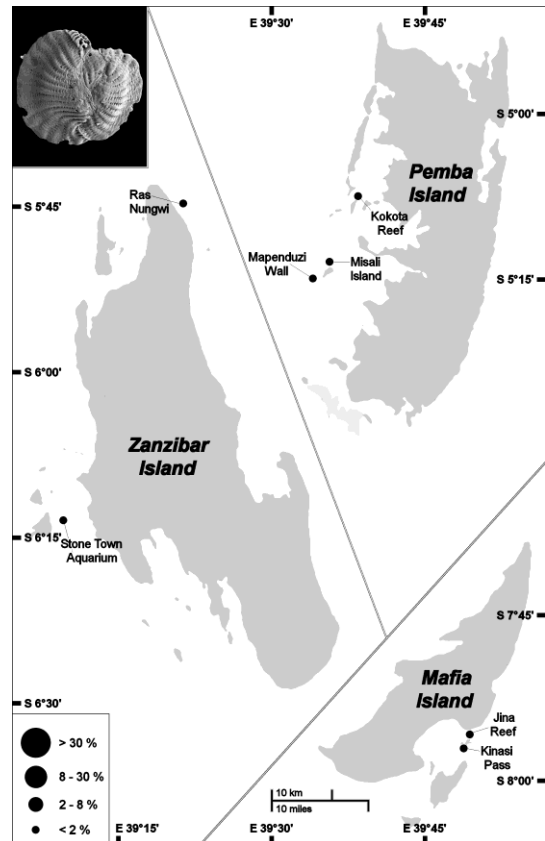 E 39°30'
E 39°45'
S 5°00'
Pemba
Island
Ras
Nungwi
S 5°45'
Kokota
Reef
Mapenduzi
Wall
Misali
Island
S 5°15'
S 6°00'
Zanzibar
Island
Stone Town
Aquarium
S 6°15'
S 7°45'
Mafia
Island
S 6°30'
Jina
Reef
Kinasi
Pass
> 30 %
8 - 30 %
2 - 8 %
< 2 %
10 km
10 miles
S 8°00'
E 39°15'
E 39°30'
E 39°45'